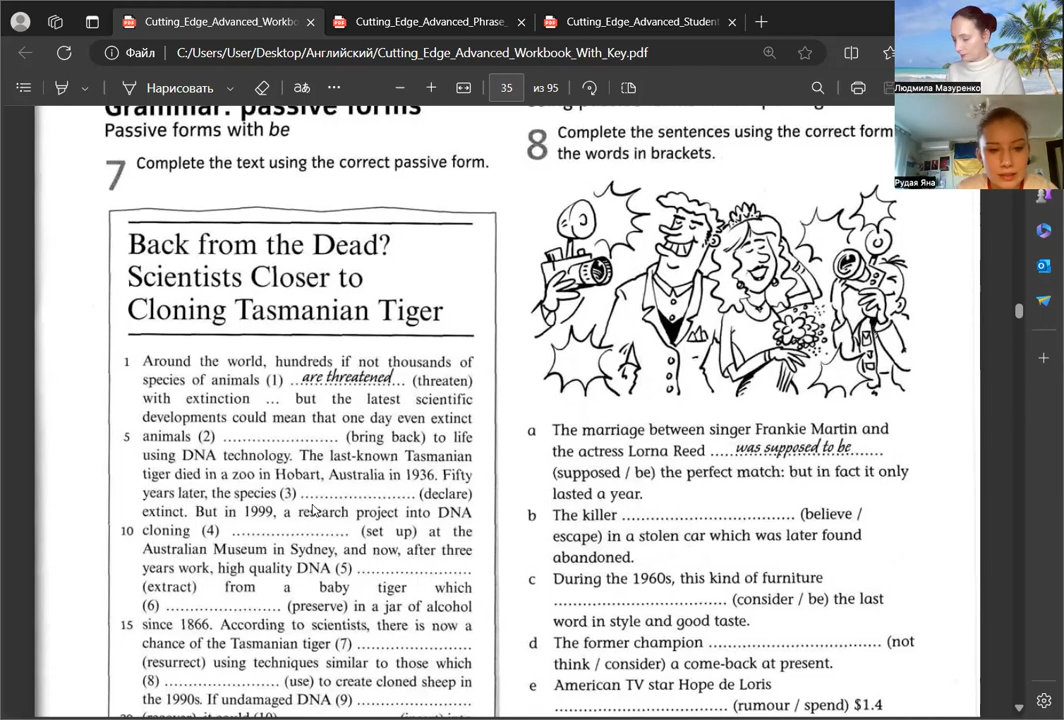 Cutting_Edge_Advanced_Workbo
Cutting_Edge_Advanced_Phrase_
Cutting_Edge_Advanced_Student
Файл
C:/Users/User/Desktop/Английский/Cutting_Edge_Advanced_Workbook_With_Key.pdf
Нарисовать
аあ
35
из 95
Людмила Мазуренко
Рудая Яна
Grammar: passive forms
Passive forms with be
7 Complete the text using the correct passive form.
Back from the Dead?
Scientists Closer to
Cloning Tasmanian Tiger
1 Around the world, hundreds if not thousands of
species of animals (1) ...are threatened... (threaten)
with extinction ... but the latest scientific
developments could mean that one day even extinct
5 animals (2) ........................ (bring back) to life
using DNA technology. The last-known Tasmanian
tiger died in a zoo in Hobart, Australia in 1936. Fifty
years later, the species (3) ........................ (declare)
extinct. But in 1999, a research project into DNA
10 cloning (4) ........................ (set up) at the
Australian Museum in Sydney, and now, after three
years work, high quality DNA (5) ........................
(extract) from a baby tiger which
(6) ........................ (preserve) in a jar of alcohol
15 since 1866. According to scientists, there is now a
chance of the Tasmanian tiger (7) ........................
(resurrect) using techniques similar to those which
(8) ........................ (use) to create cloned sheep in
the 1990s. If undamaged DNA (9) ........................
8 Complete the sentences using the correct form
the words in brackets.
a The marriage between singer Frankie Martin and
the actress Lorna Reed .....was supposed to be.......
(supposed / be) the perfect match: but in fact it only
lasted a year.
b The killer .................................... (believe /
escape) in a stolen car which was later found
abandoned.
c During the 1960s, this kind of furniture
.................................... (consider / be) the last
word in style and good taste.
d The former champion .................................... (not
think / consider) a come-back at present.
e American TV star Hope de Loris
.................................... (rumour / spend) $1.4